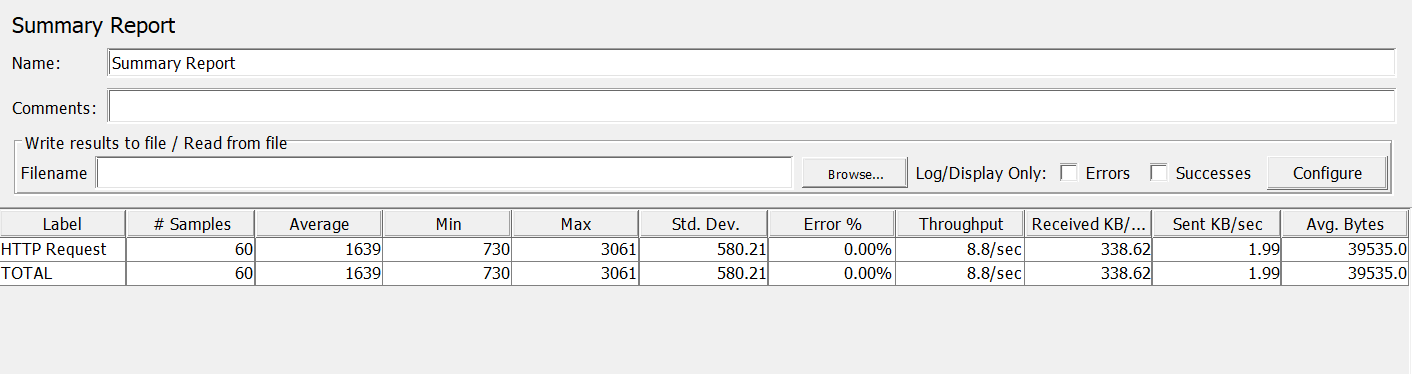 Summary Report
Name: Summary Report
Comments:
Write results to file / Read from file
Filename Browse... Log/Display Only: Errors Successes Configure
Label # Samples Average Min Max Std. Dev. Error % Throughput Received KB/... Sent KB/sec Avg. Bytes
HTTP Request 60 1639 730 3061 580.21 0.00% 8.8/sec 338.62 1.99 39535.0
TOTAL 60 1639 730 3061 580.21 0.00% 8.8/sec 338.62 1.99 39535.0